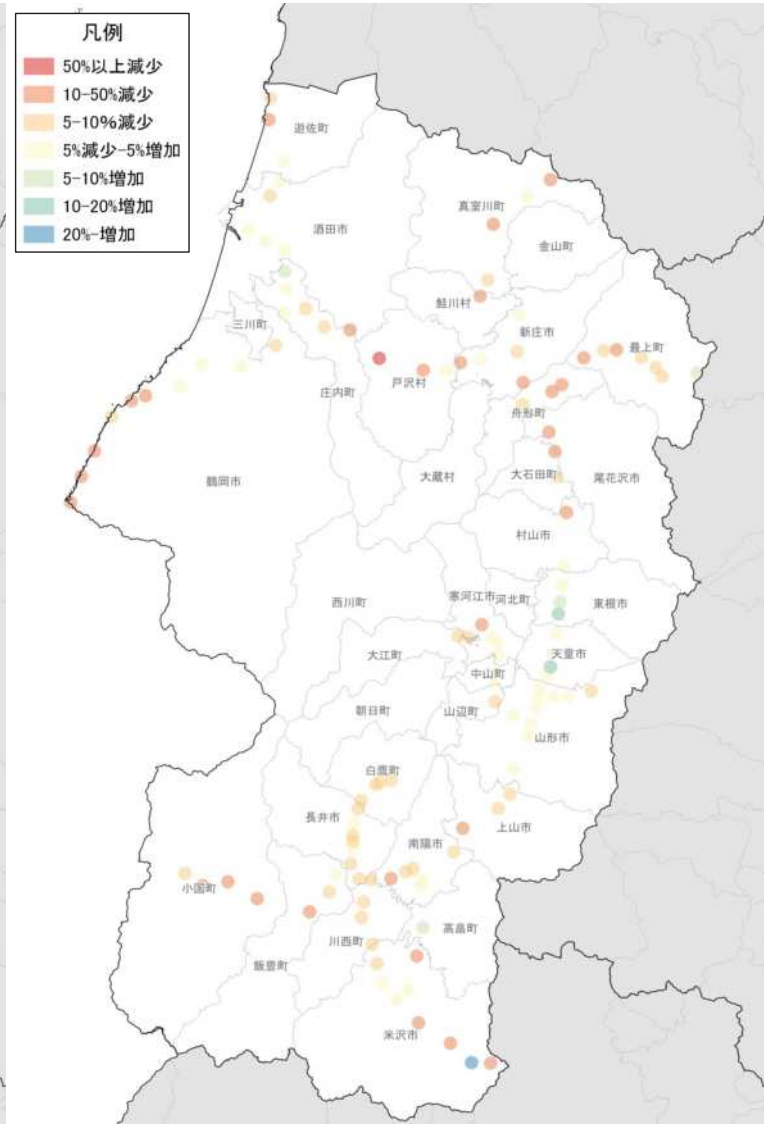 凡例
50%以上減少
10-50%減少
5-10%減少
5%減少-5%増加
5-10%増加
10-20%増加
20%-増加
遊佐町
真室川町
酒田市
金山町
鮭川村
三川町
新庄市
最上町
戸沢村
庄内町
舟形町
大蔵村
大石田町
尾花沢市
鶴岡市
村山市
西川町
寒河江市
河北町
東根市
大江町
天童市
中山町
朝日町
山辺町
山形市
白鷹町
長井市
上山市
南陽市
小国町
高畠町
川西町
飯豊町
米沢市